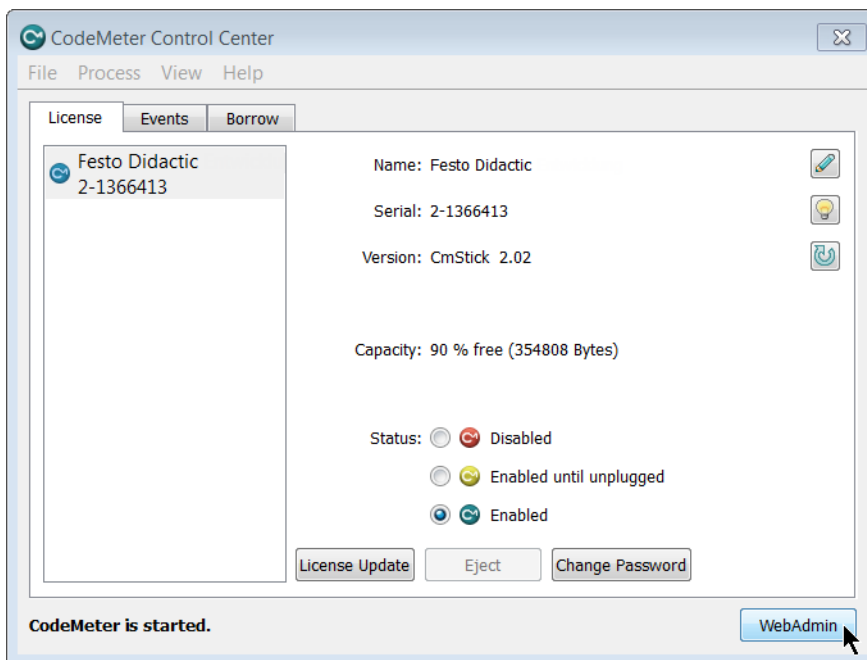 CodeMeter Control Center
File Process View Help
License Events Borrow
Festo Didactic
2-1366413
Name: Festo Didactic
Serial: 2-1366413
Version: CmStick 2.02
Capacity: 90 % free (354808 Bytes)
Status: Disabled
Enabled until unplugged
Enabled
License Update Eject Change Password
CodeMeter is started. WebAdmin